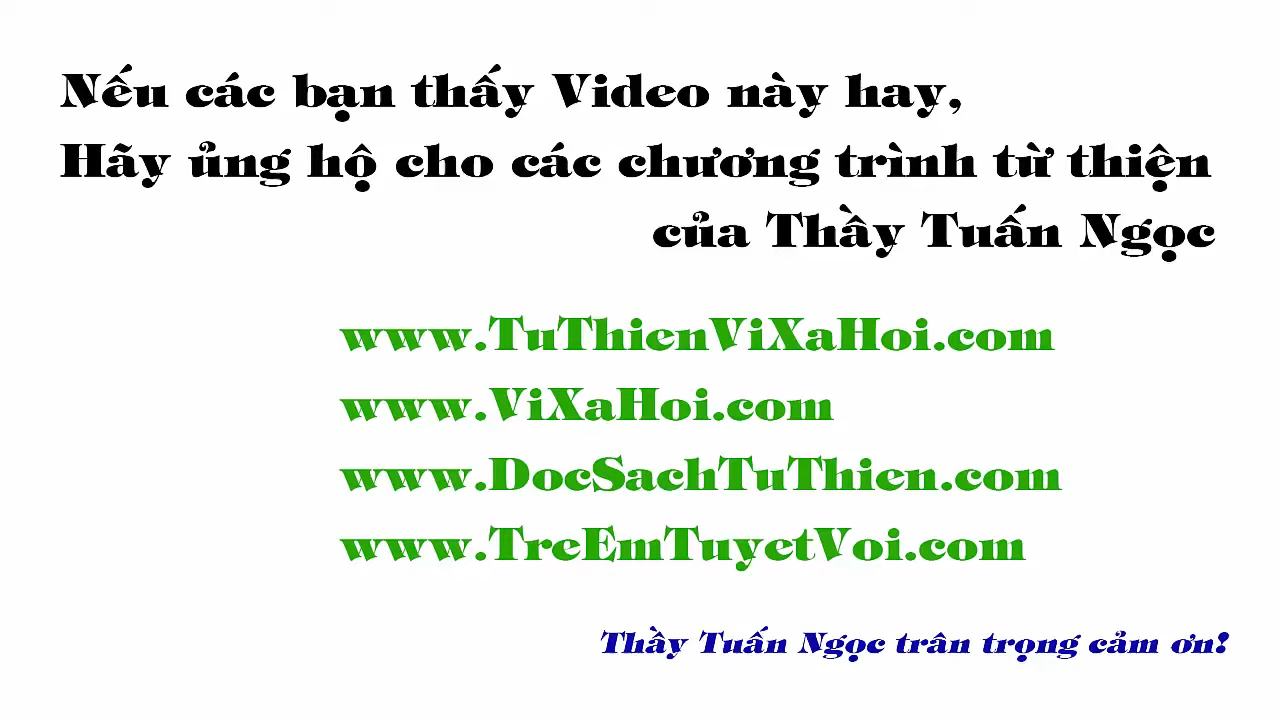 Nếu các bạn thấy Video này hay,
Hãy ủng hộ cho các chương trình từ thiện
của Thầy Tuấn Ngọc
www.TuThienViXaHoi.com
www.ViXaHoi.com
www.DocSachTuThien.com
www.TreEmTuyetVoi.com
Thầy Tuấn Ngọc trân trọng cảm ơn!